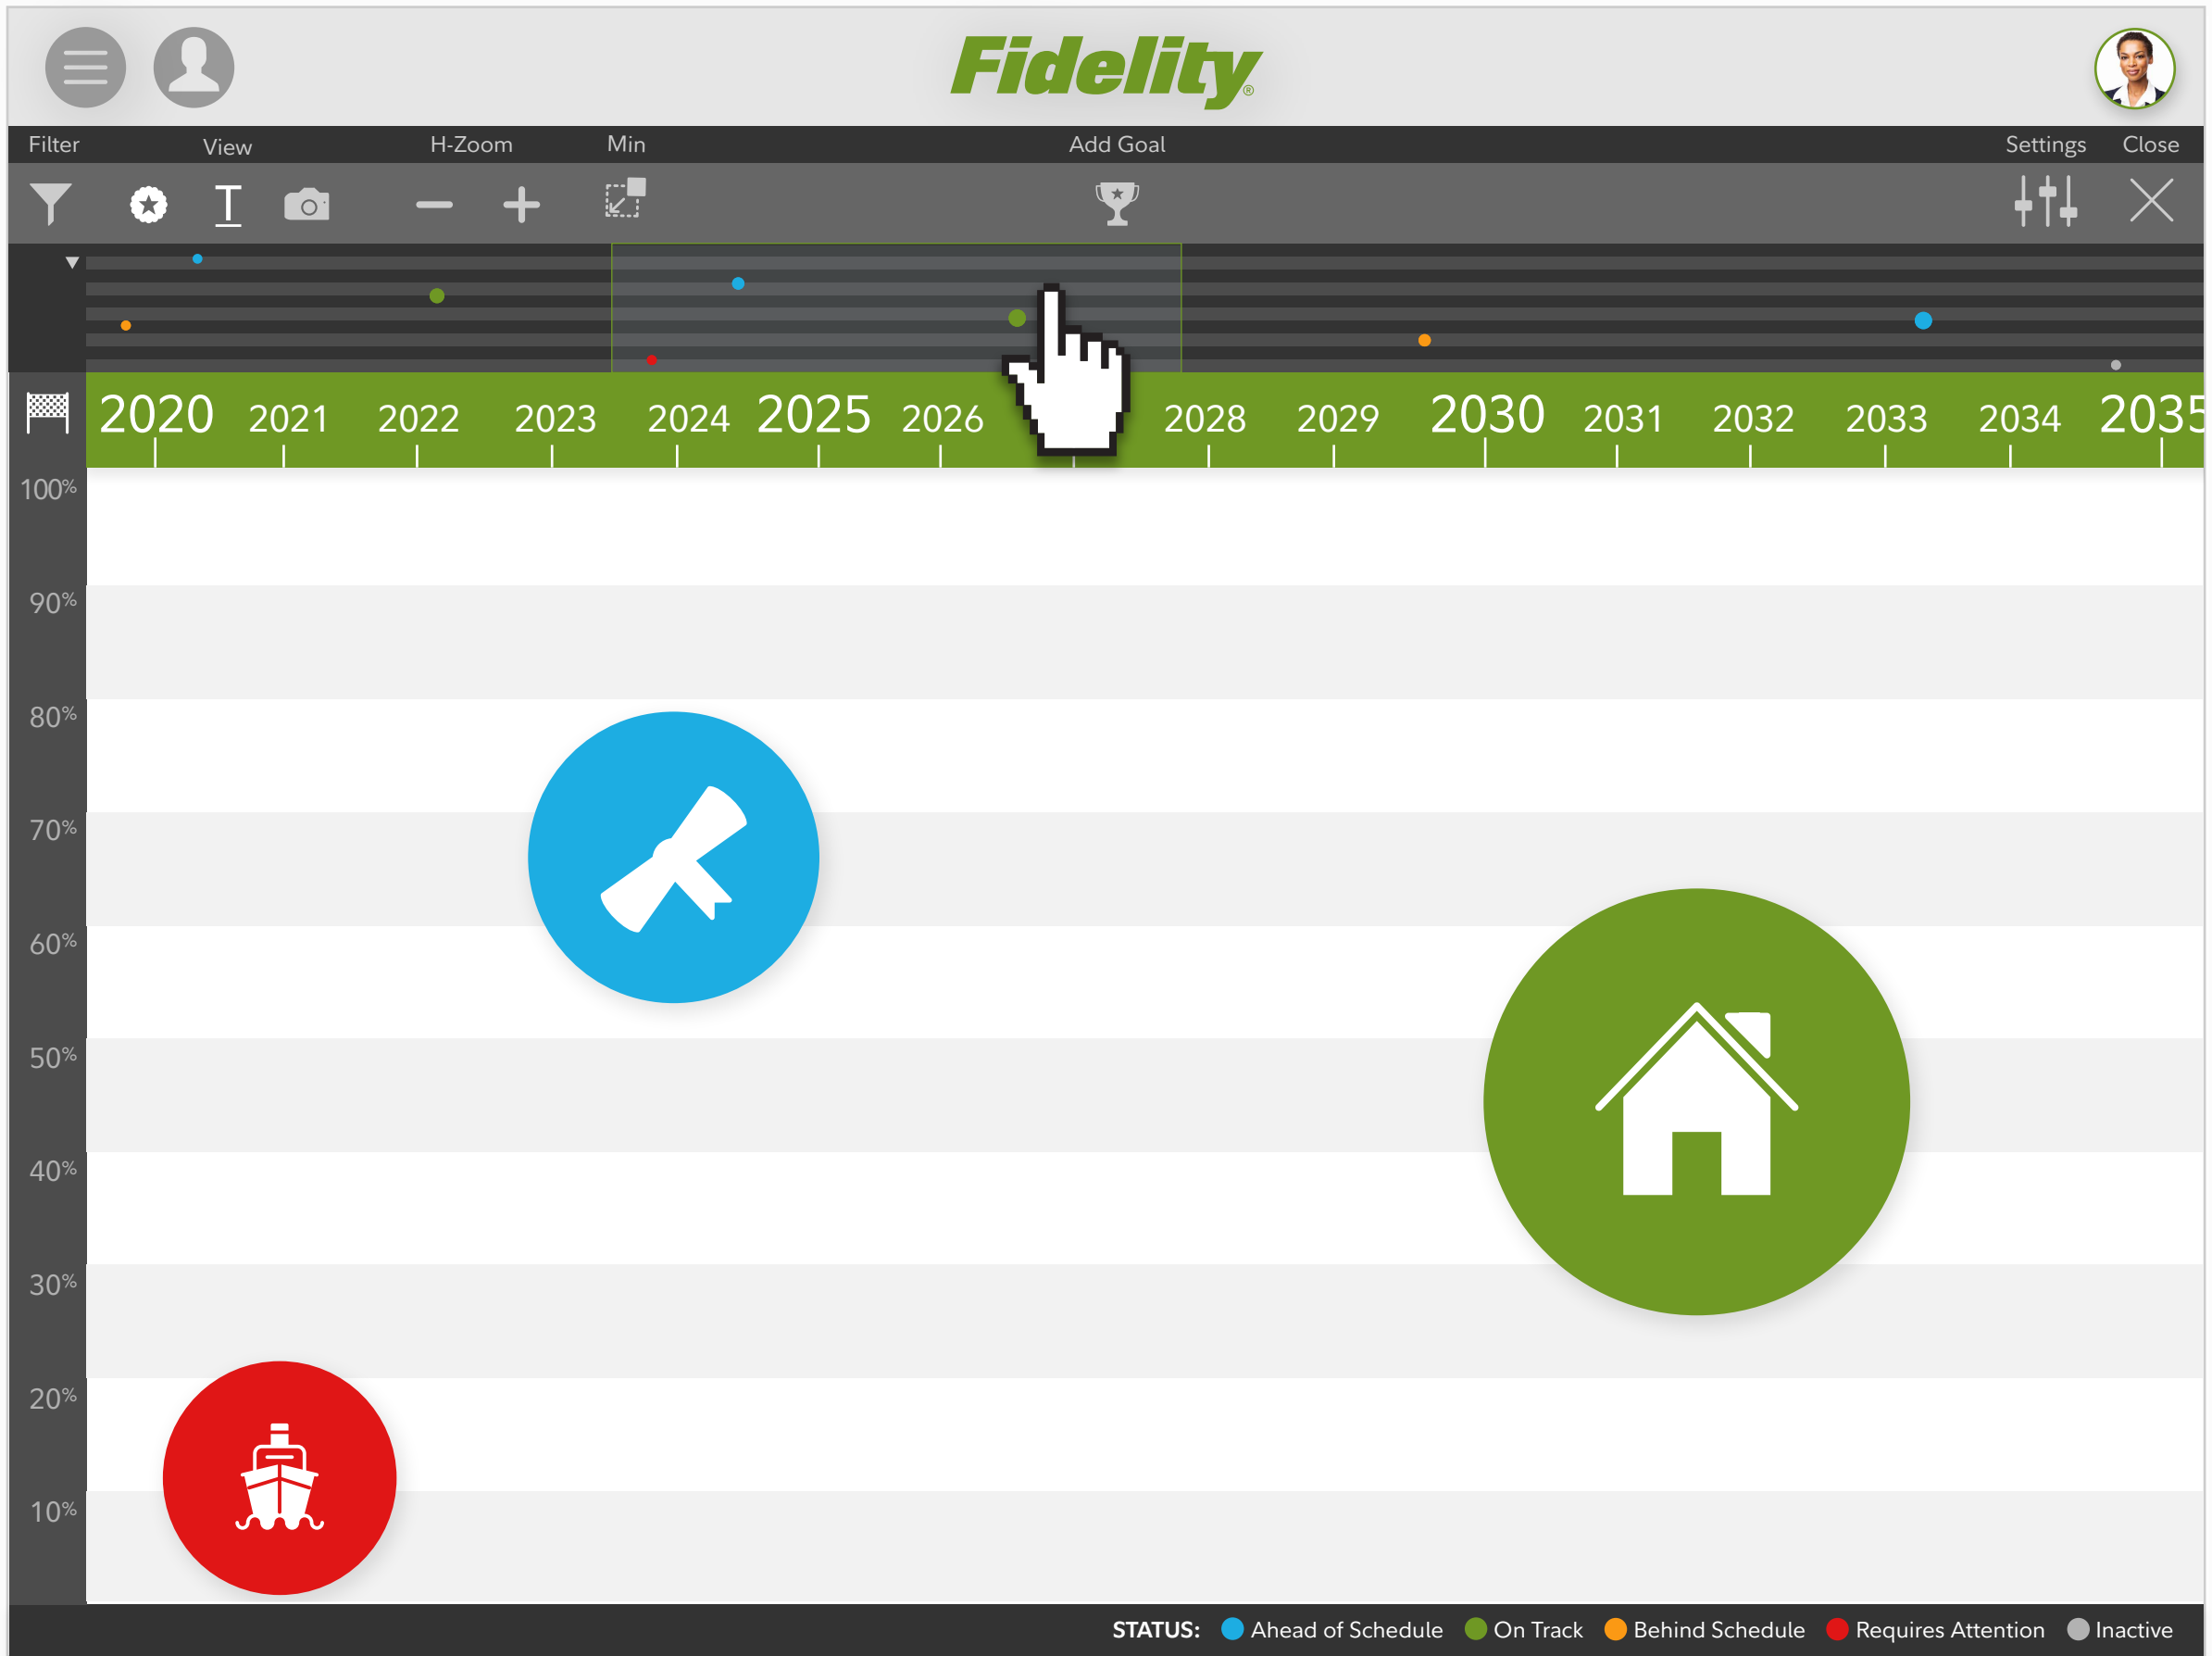 Fidelity®
Filter View H-Zoom Min Add Goal Settings Close
T
2020 2021 2022 2023 2024 2025 2026 2028 2029 2030 2031 2032 2033 2034 2035
100%
90%
80%
70%
60%
50%
40%
30%
20%
10%
STATUS: Ahead of Schedule On Track Behind Schedule Requires Attention Inactive